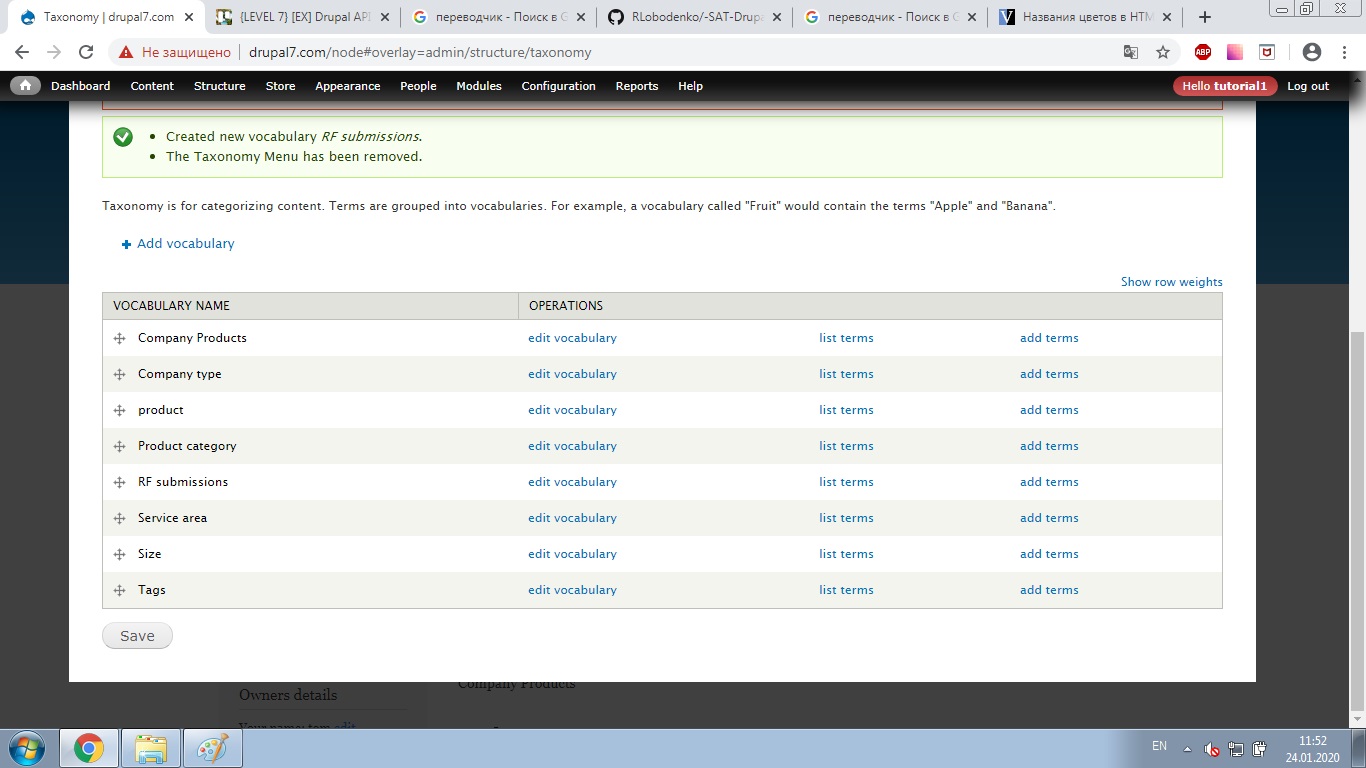 Taxonomy | drupal7.com
{LEVEL 7} [EX] Drupal API
переводчик - Поиск в G
RLobodenko/-SAT-Drupa
переводчик - Поиск в G
Названия цветов в HTM
Не защищено | drupal7.com/node#overlay=admin/structure/taxonomy
ABP
Dashboard Content Structure Store Appearance People Modules Configuration Reports Help Hello tutorial1 Log out
Created new vocabulary RF submissions.
The Taxonomy Menu has been removed.
Taxonomy is for categorizing content. Terms are grouped into vocabularies. For example, a vocabulary called "Fruit" would contain the terms "Apple" and "Banana".
Add vocabulary
Show row weights
VOCABULARY NAME OPERATIONS
Company Products edit vocabulary list terms add terms
Company type edit vocabulary list terms add terms
product edit vocabulary list terms add terms
Product category edit vocabulary list terms add terms
RF submissions edit vocabulary list terms add terms
Service area edit vocabulary list terms add terms
Size edit vocabulary list terms add terms
Tags edit vocabulary list terms add terms
Save
Company Products
Owners details
Your name: tom edit
EN
11:52
24.01.2020